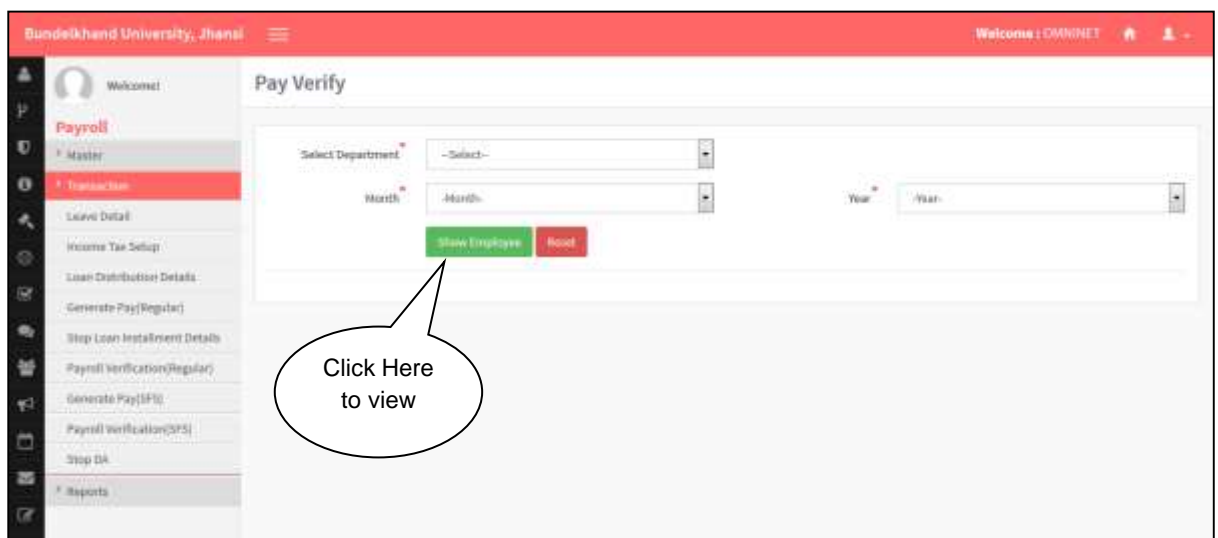 Bundelkhand University, Jhansi
Welcome : OMNINET
Welcome!
Pay Verify
Payroll
Master
Select Department* --Select--
Transaction
Month* -Month- Year* -Year-
Leave Detail
Show Employee Reset
Income Tax Setup
Loan Distribution Details
Generate Pay(Regular)
Stop Loan Installment Details
Payroll Verification(Regular)
Generate Pay(SFS)
Payroll Verification(SFS)
Stop DA
Reports
Click Here
to view